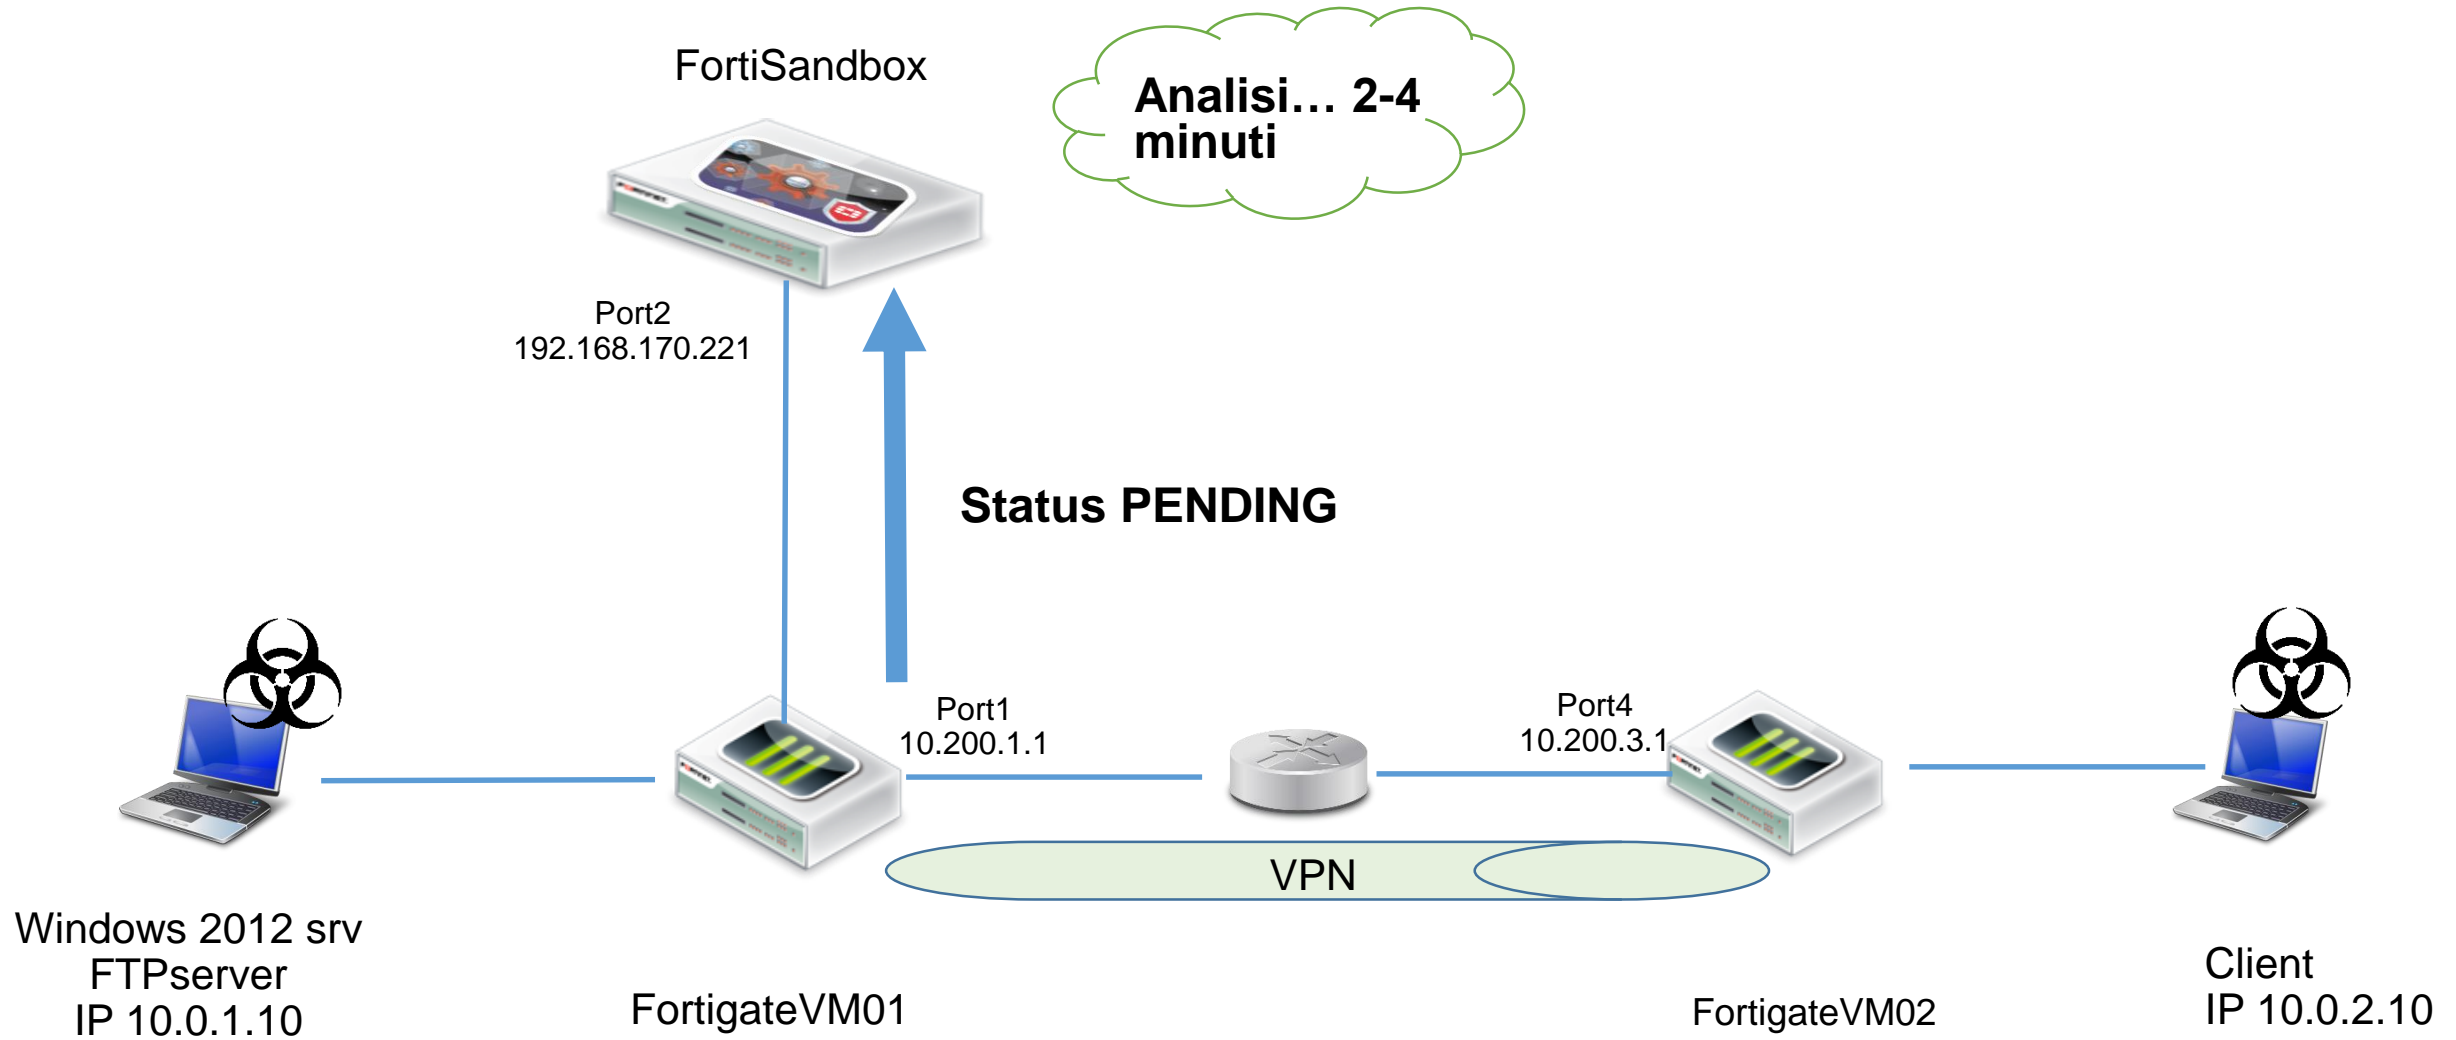 FortiSandbox
Analisi… 2-4
minuti
Port2
192.168.170.221
Status PENDING
Port1
10.200.1.1
Port4
10.200.3.1
VPN
Windows 2012 srv
FTPserver
IP 10.0.1.10
FortigateVM01
FortigateVM02
Client
IP 10.0.2.10